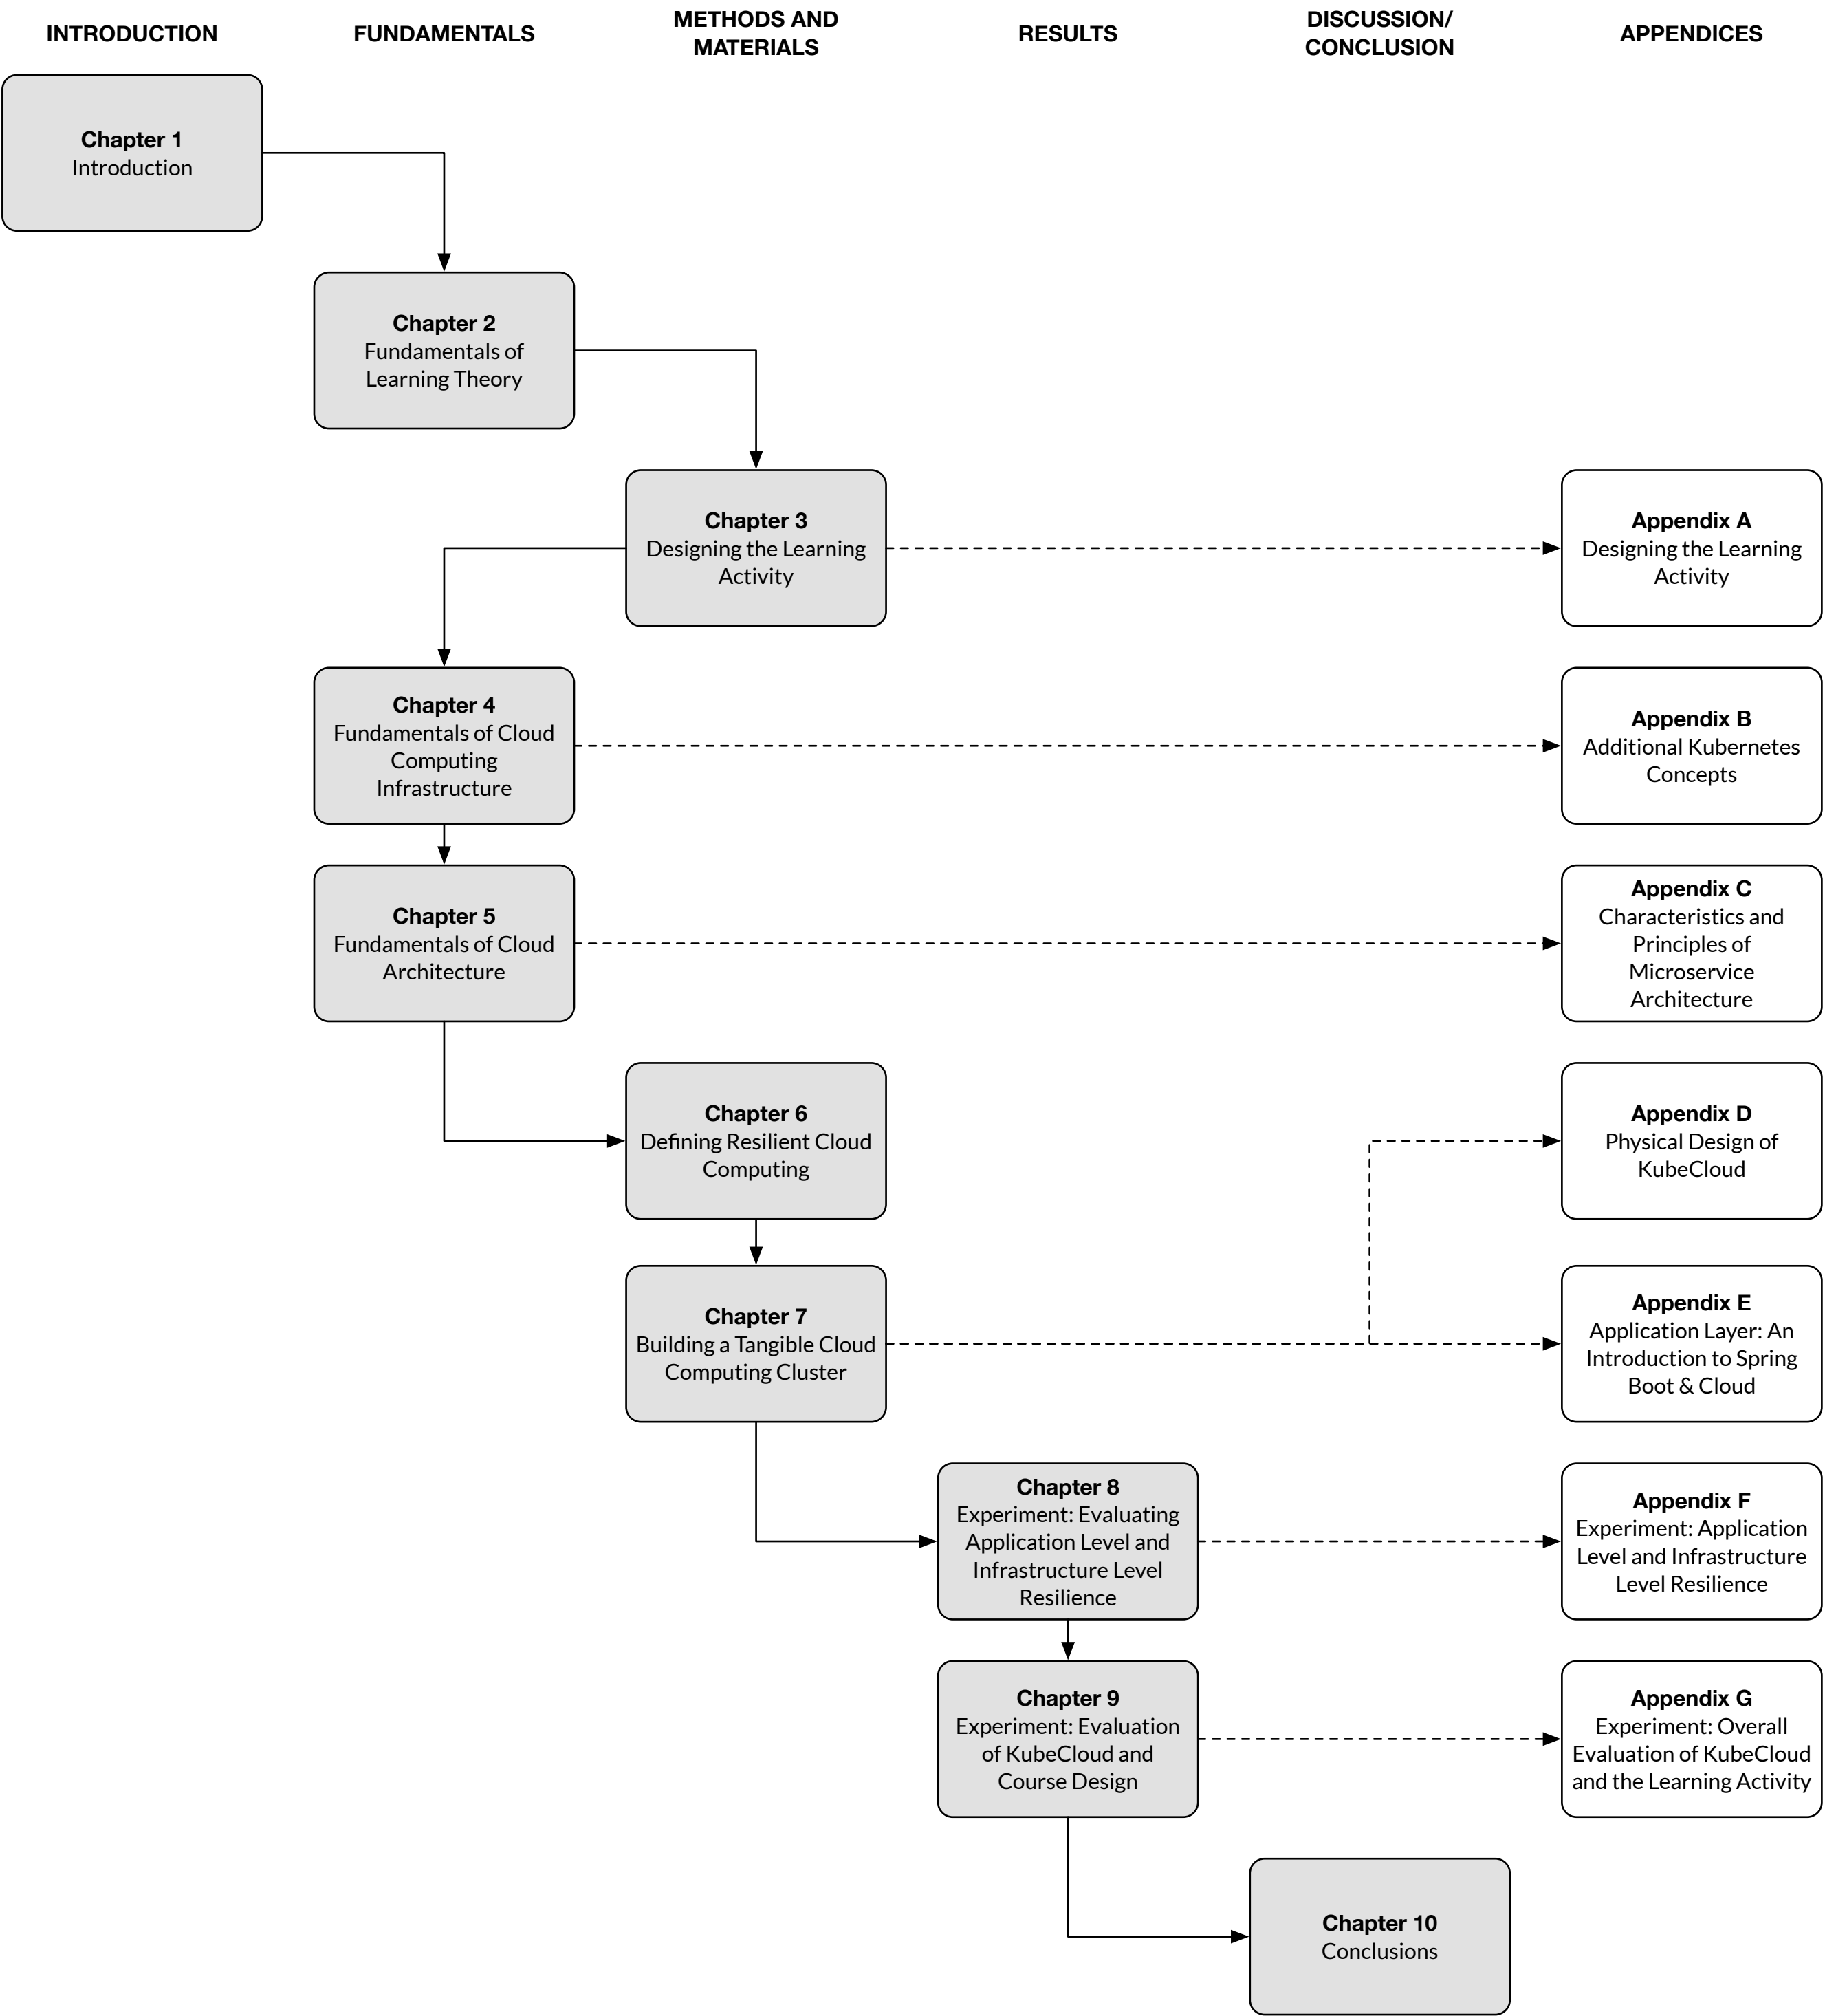 INTRODUCTION
FUNDAMENTALS
METHODS AND
MATERIALS
RESULTS
DISCUSSION/
CONCLUSION
APPENDICES
Chapter 1
Introduction
Chapter 2
Fundamentals of
Learning Theory
Chapter 3
Designing the Learning
Activity
Appendix A
Designing the Learning
Activity
Chapter 4
Fundamentals of Cloud
Computing
Infrastructure
Appendix B
Additional Kubernetes
Concepts
Chapter 5
Fundamentals of Cloud
Architecture
Appendix C
Characteristics and
Principles of
Microservice
Architecture
Chapter 6
Defining Resilient Cloud
Computing
Appendix D
Physical Design of
KubeCloud
Chapter 7
Building a Tangible Cloud
Computing Cluster
Appendix E
Application Layer: An
Introduction to Spring
Boot & Cloud
Chapter 8
Experiment: Evaluating
Application Level and
Infrastructure Level
Resilience
Appendix F
Experiment: Application
Level and Infrastructure
Level Resilience
Chapter 9
Experiment: Evaluation
of KubeCloud and
Course Design
Appendix G
Experiment: Overall
Evaluation of KubeCloud
and the Learning Activity
Chapter 10
Conclusions